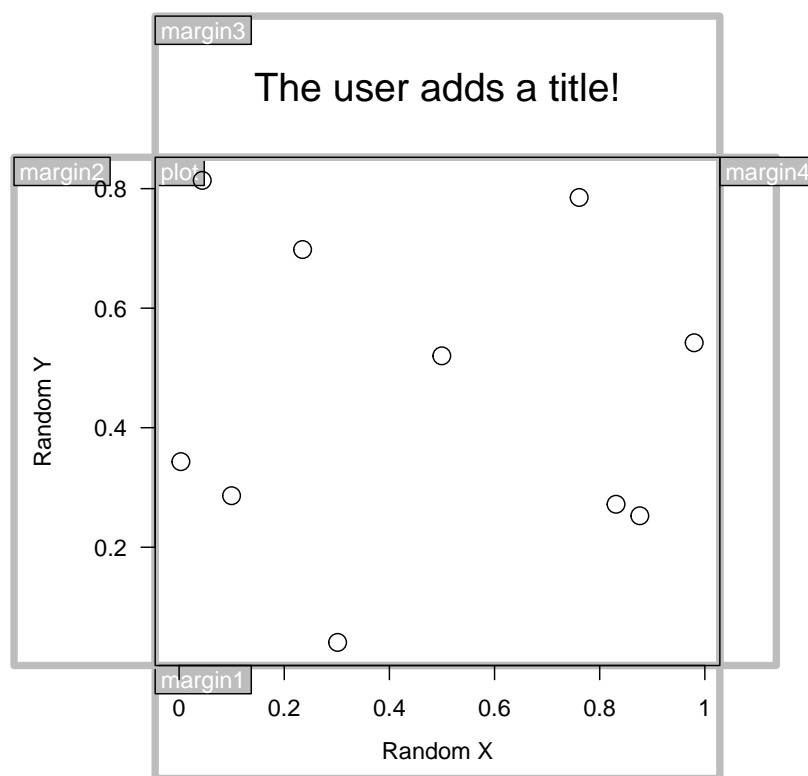 margin3
The user adds a title!
margin2
plot
margin4
0.8
0.6
0.4
0.2
Random Y
margin1
0 0.2 0.4 0.6 0.8 1
Random X